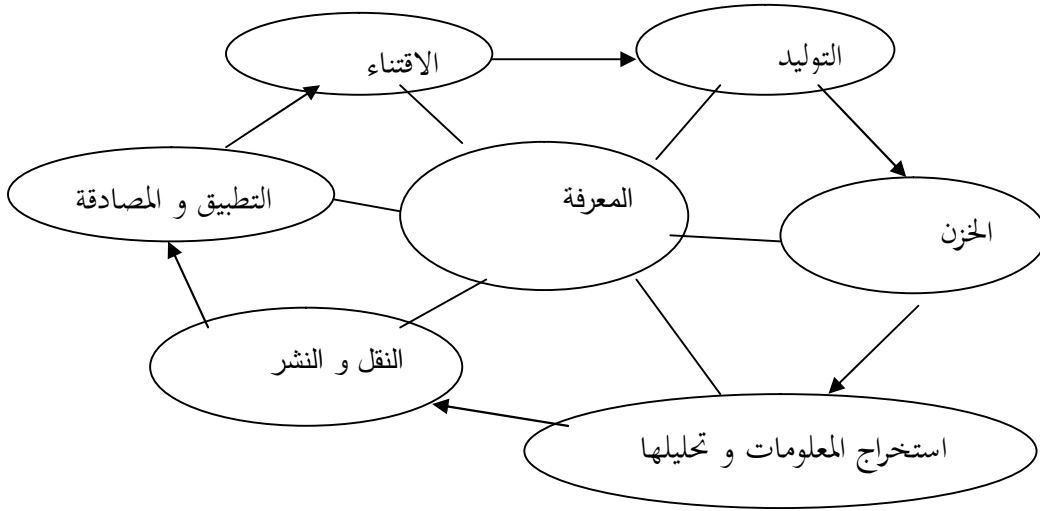 التوليد
الاقتناء
المعرفة
التطبيق و المصادقة
الخزن
النقل و النشر
استخراج المعلومات و تحليلها